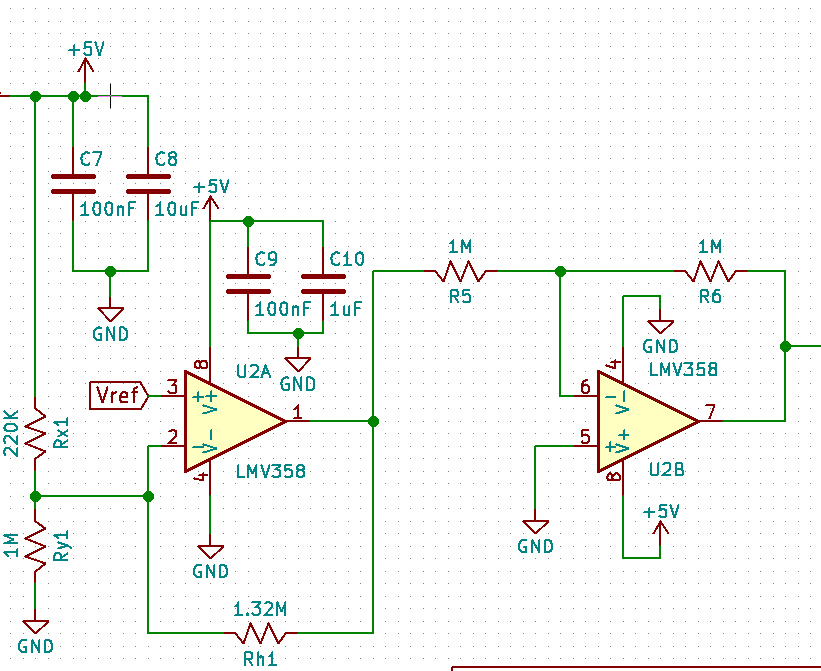 +5V
C7
C8
100nF
10uF
+5V
C9
C10
100nF
1uF
GND
GND
8
U2A
Vref
3
+
V+
1
2
-
V-
4
LMV358
GND
220K
Rx1
1M
Ry1
GND
1.32M
Rh1
1M
R5
1M
R6
GND
4
LMV358
6
-
V-
7
5
+
V+
8
U2B
GND
+5V